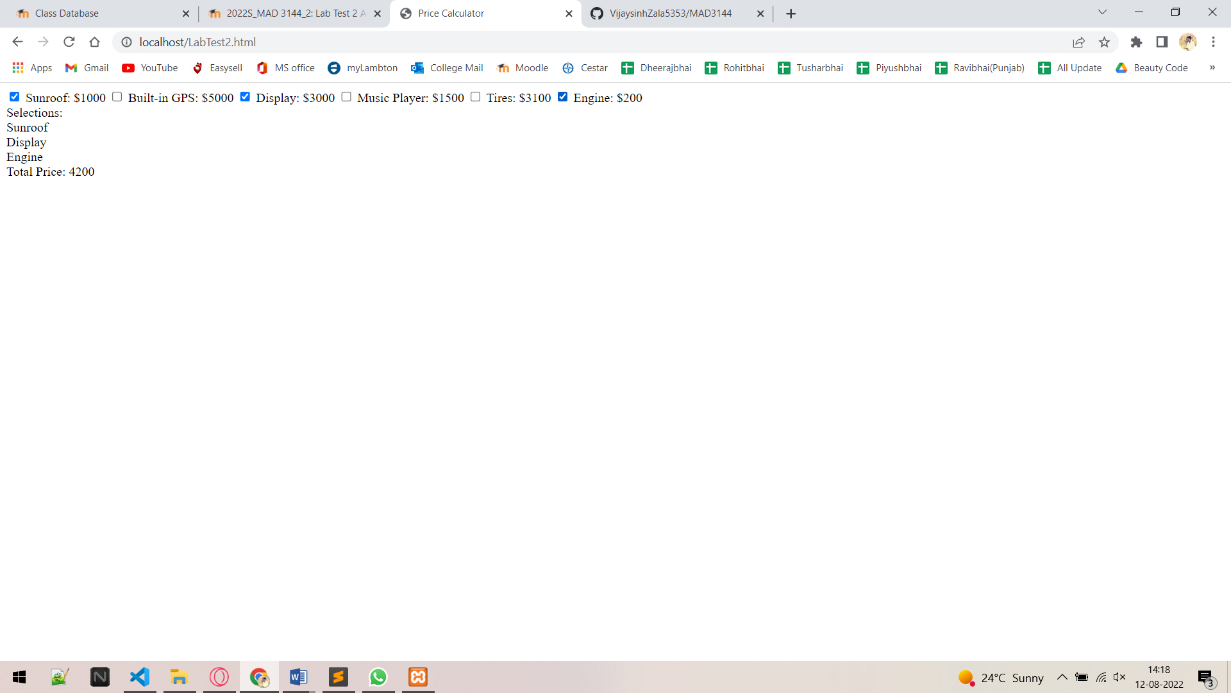 Class Database
2022S_MAD 3144_2: Lab Test 2 A
Price Calculator
VijaysinhZala5353/MAD3144
localhost/LabTest2.html
Apps
Gmail
YouTube
Easysell
MS office
myLambton
College Mail
Moodle
Cestar
Dheerajbhai
Rohitbhai
Tusharbhai
Piyushbhai
Ravibhai(Punjab)
All Update
Beauty Code
»
Sunroof: $1000 Built-in GPS: $5000 Display: $3000 Music Player: $1500 Tires: $3100 Engine: $200
Selections:
Sunroof
Display
Engine
Total Price: 4200
24°C Sunny
14:18
12-08-2022
3